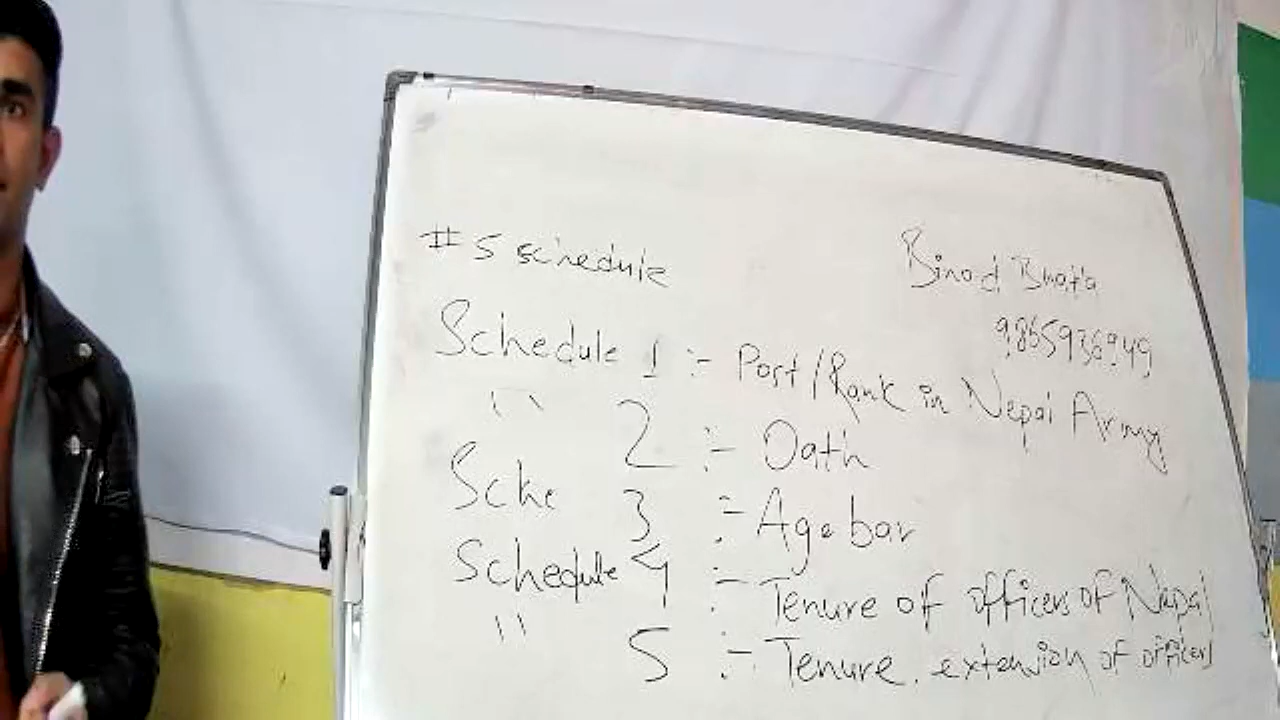 # 5 schedule
Binod Bhata
9865936949
Schedule 1 :- Post/Rank in Nepal Army
" 2 :- Oath
Sche 3 :- Age bar
Schedule 4 :- Tenure of officers of Nepal
" 5 :- Tenure extension of officers